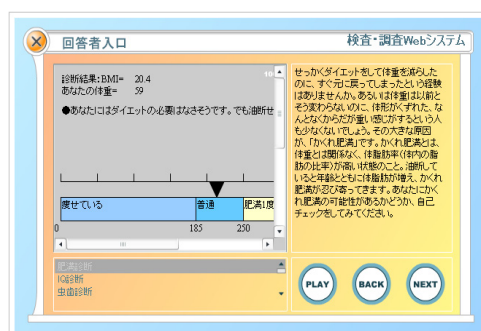 回答者入口
検査・調査Webシステム
診断結果:BMI= 20.4
あなたの体重= 59
●あなたにはダイエットの必要はなさそうです。でも油断せ
痩せている
普通
肥満1度
0
185
250
せっかくダイエットをして体重を減らした
のに、すぐ元に戻ってしまったという経験
はありませんか。あるいは体重は以前と
そう変わらないのに、体形がくずれた、な
んとなくからだが重い感じがするという人
も少なくないでしょう。その大きな原因
が、「かくれ肥満」です。かくれ肥満とは、
体重とは関係なく、体脂肪率(体内の脂
肪の比率)が高い状態のこと。油断して
いると年齢とともに体脂肪が増え、かくれ
肥満が忍び寄ってきます。あなたにかく
れ肥満の可能性があるかどうか、自己
チェックをしてみてください。
肥満診断
IQ診断
虫歯診断
PLAY
BACK
NEXT